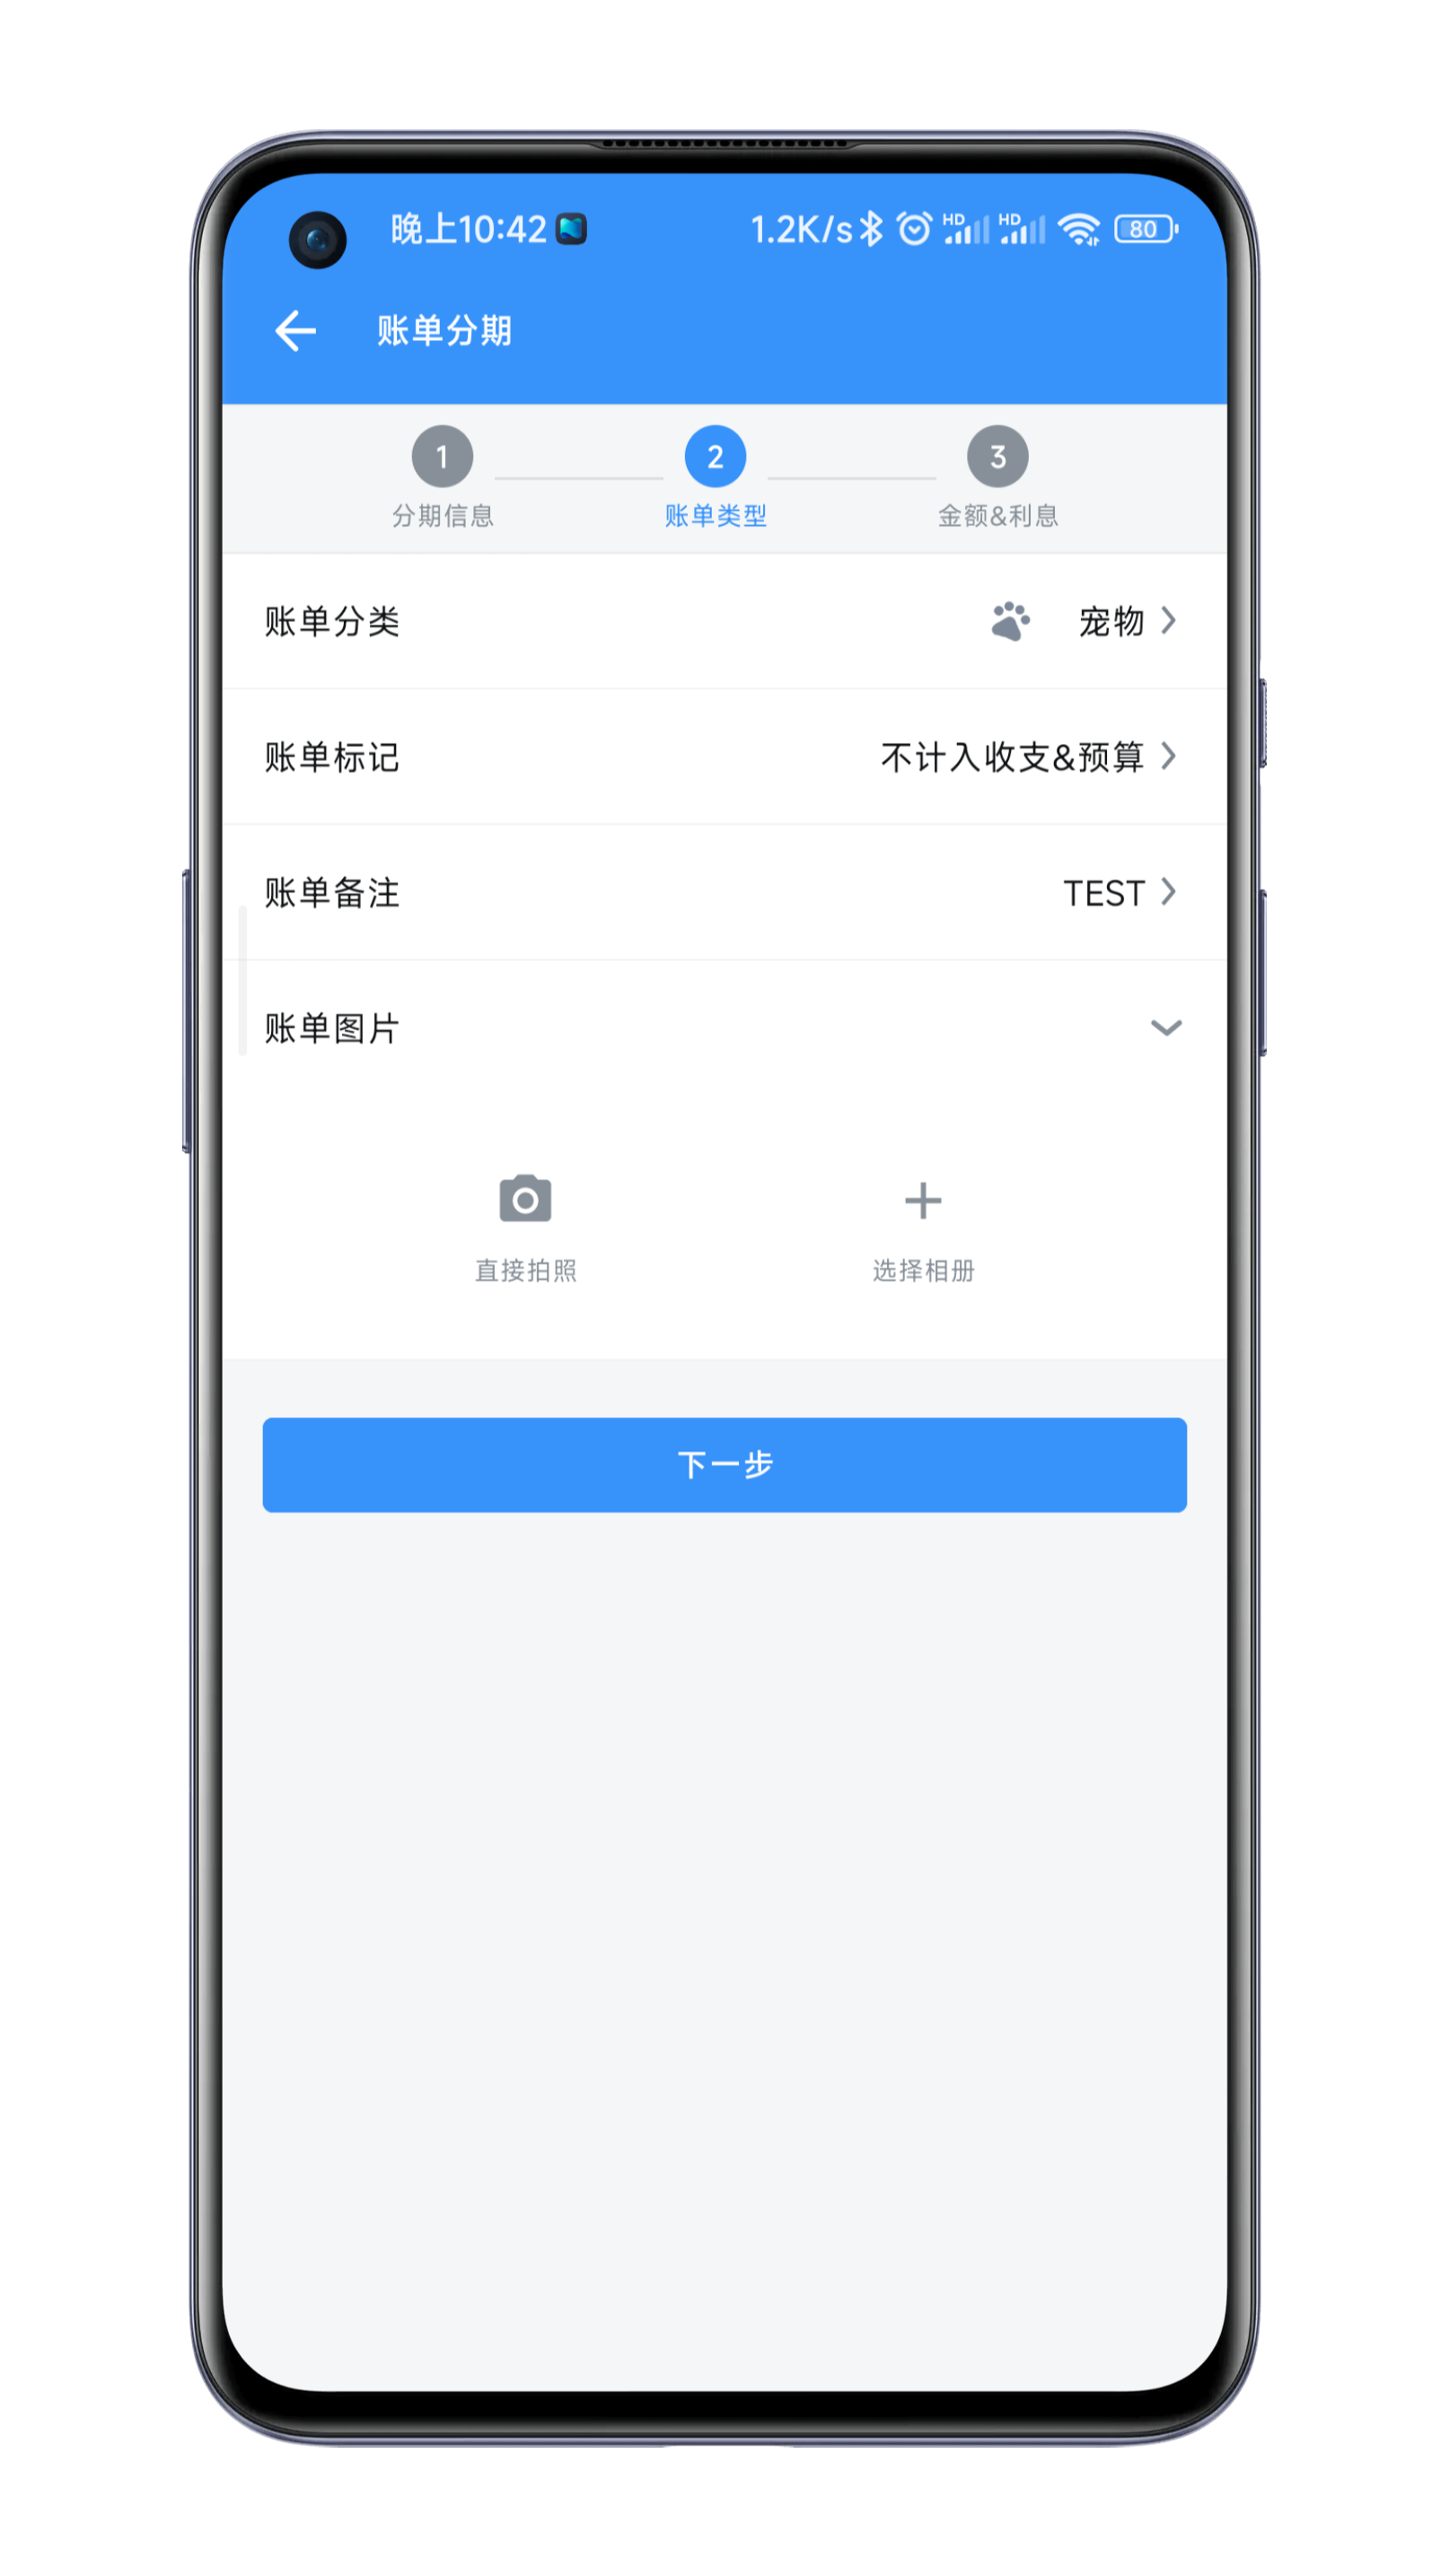 晚上10:42 1.2K/s HD HD 80
账单分期
1 2 3
分期信息 账单类型 金额&利息
账单分类 宠物
账单标记 不计入收支&预算
账单备注 TEST
账单图片
直接拍照 选择相册
下一步